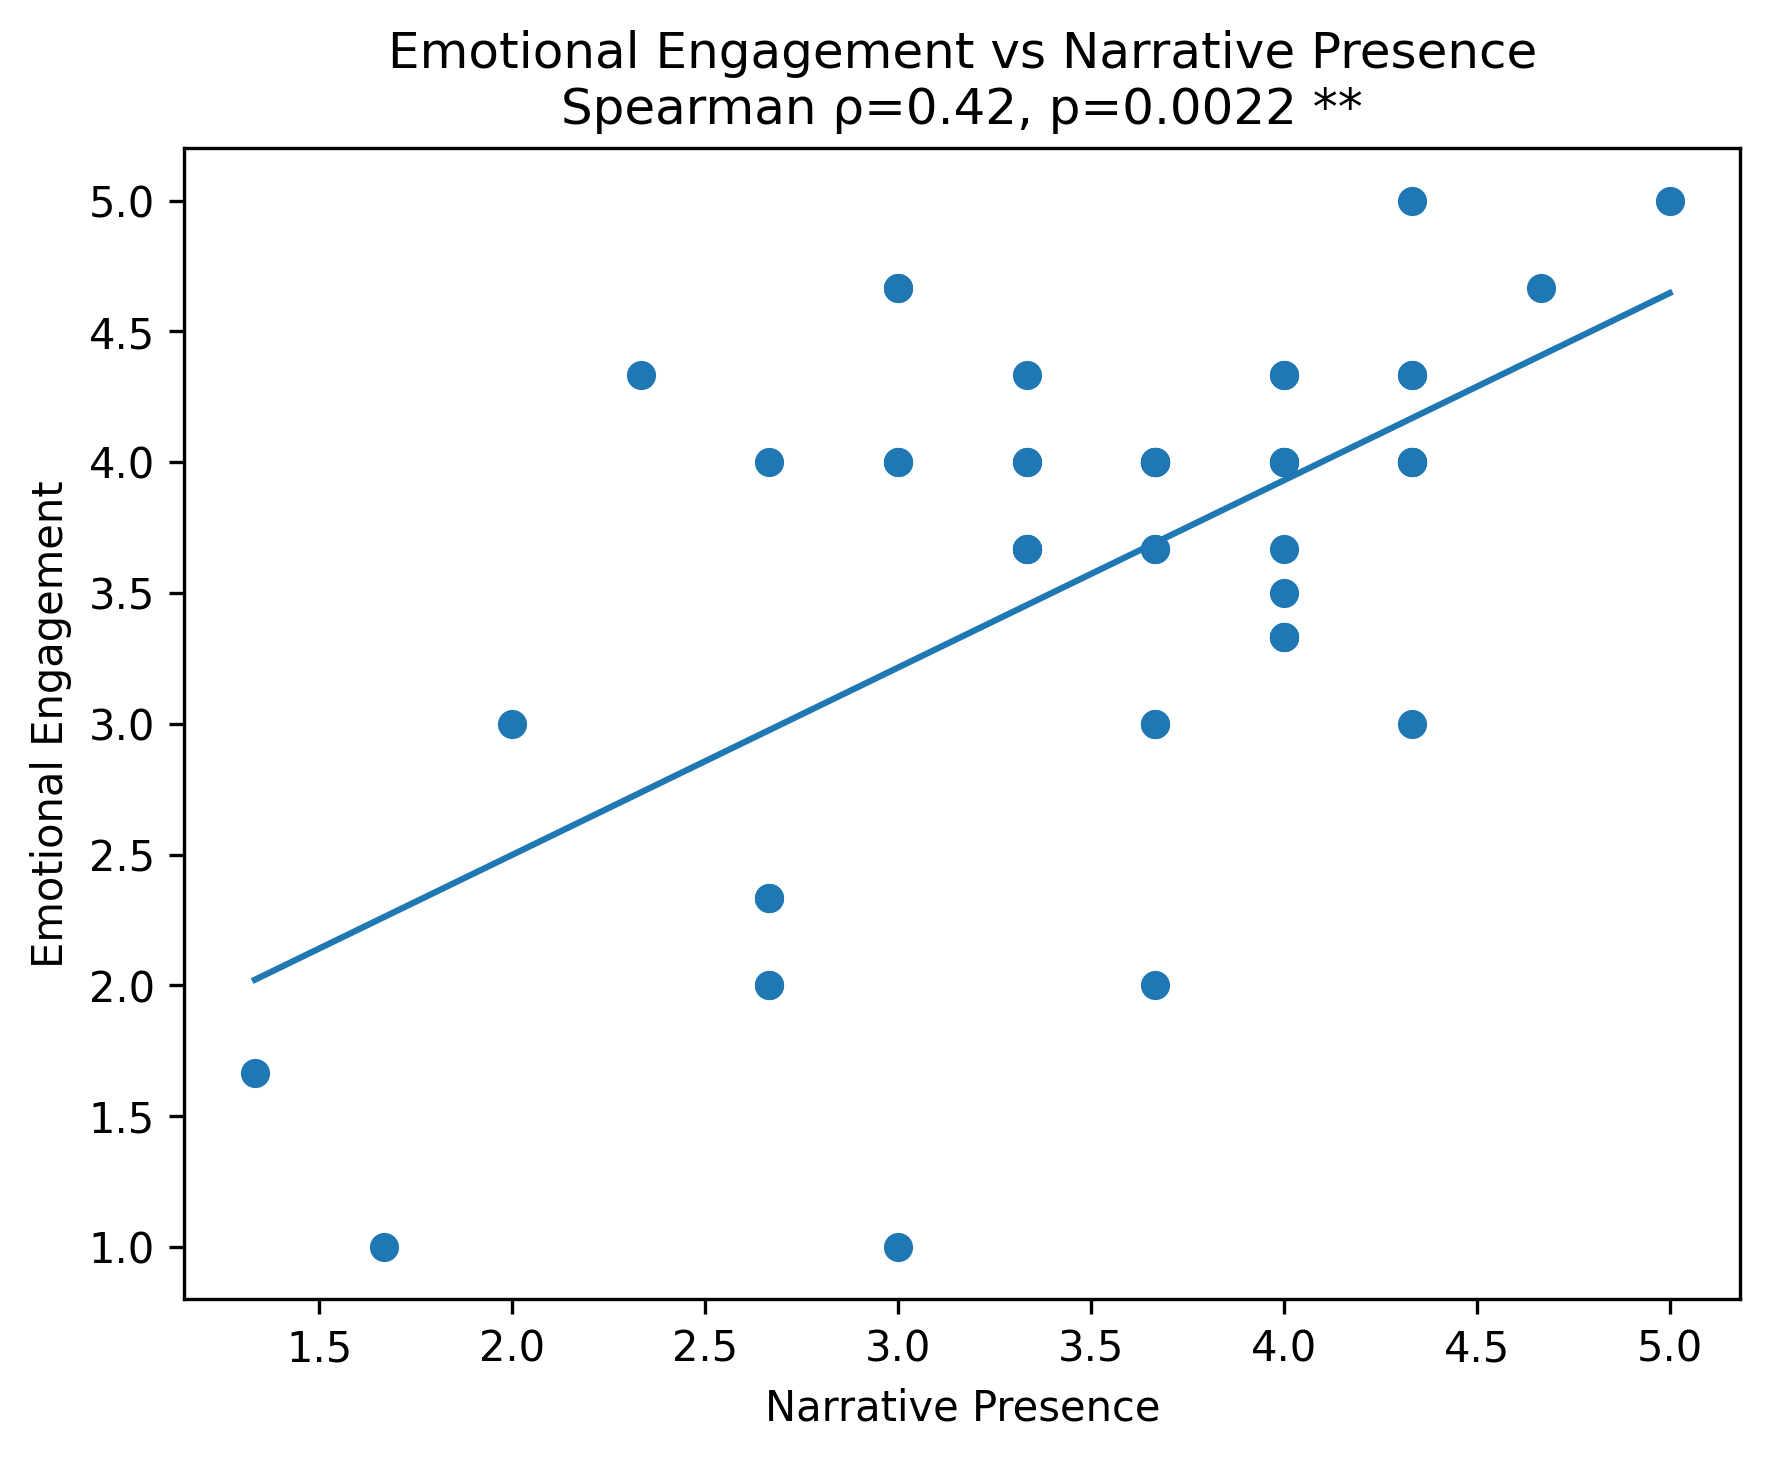 Emotional Engagement vs Narrative Presence
Spearman ρ=0.42, p=0.0022 **
Emotional Engagement
5.0
4.5
4.0
3.5
3.0
2.5
2.0
1.5
1.0
1.5 2.0 2.5 3.0 3.5 4.0 4.5 5.0
Narrative Presence